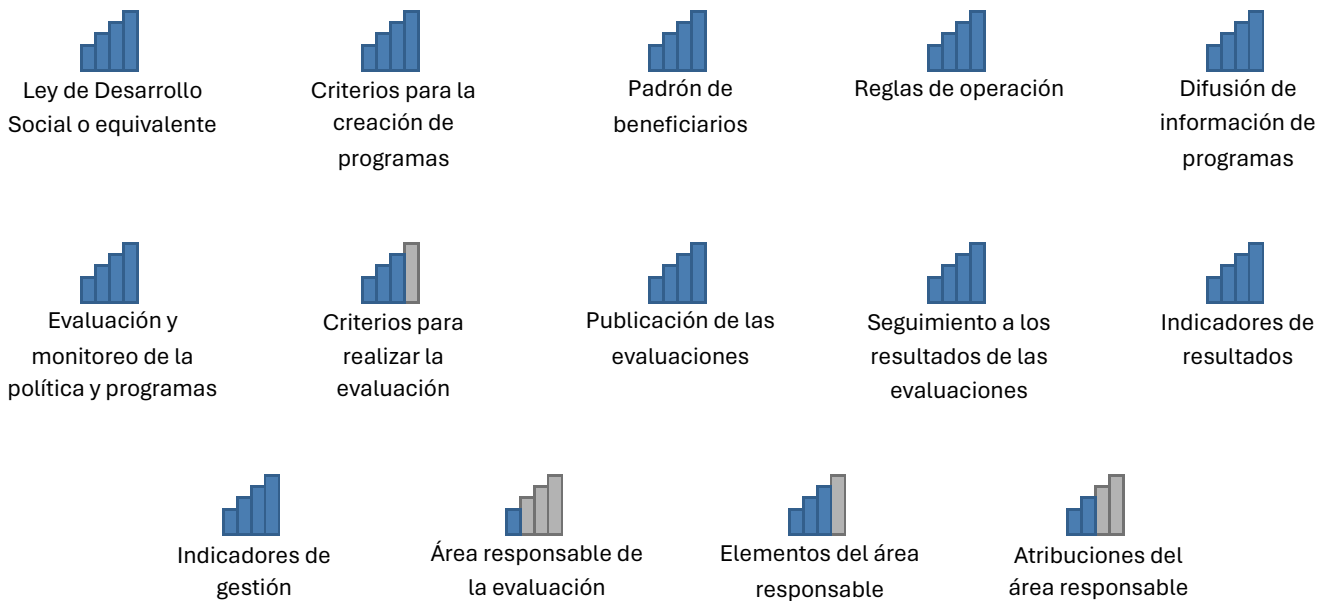 Ley de Desarrollo
Social o equivalente
Criterios para la
creación de
programas
Padrón de
beneficiarios
Reglas de operación
Difusión de
información de
programas
Evaluación y
monitoreo de la
política y programas
Criterios para
realizar la
evaluación
Publicación de las
evaluaciones
Seguimiento a los
resultados de las
evaluaciones
Indicadores de
resultados
Indicadores de
gestión
Área responsable de
la evaluación
Elementos del área
responsable
Atribuciones del
área responsable